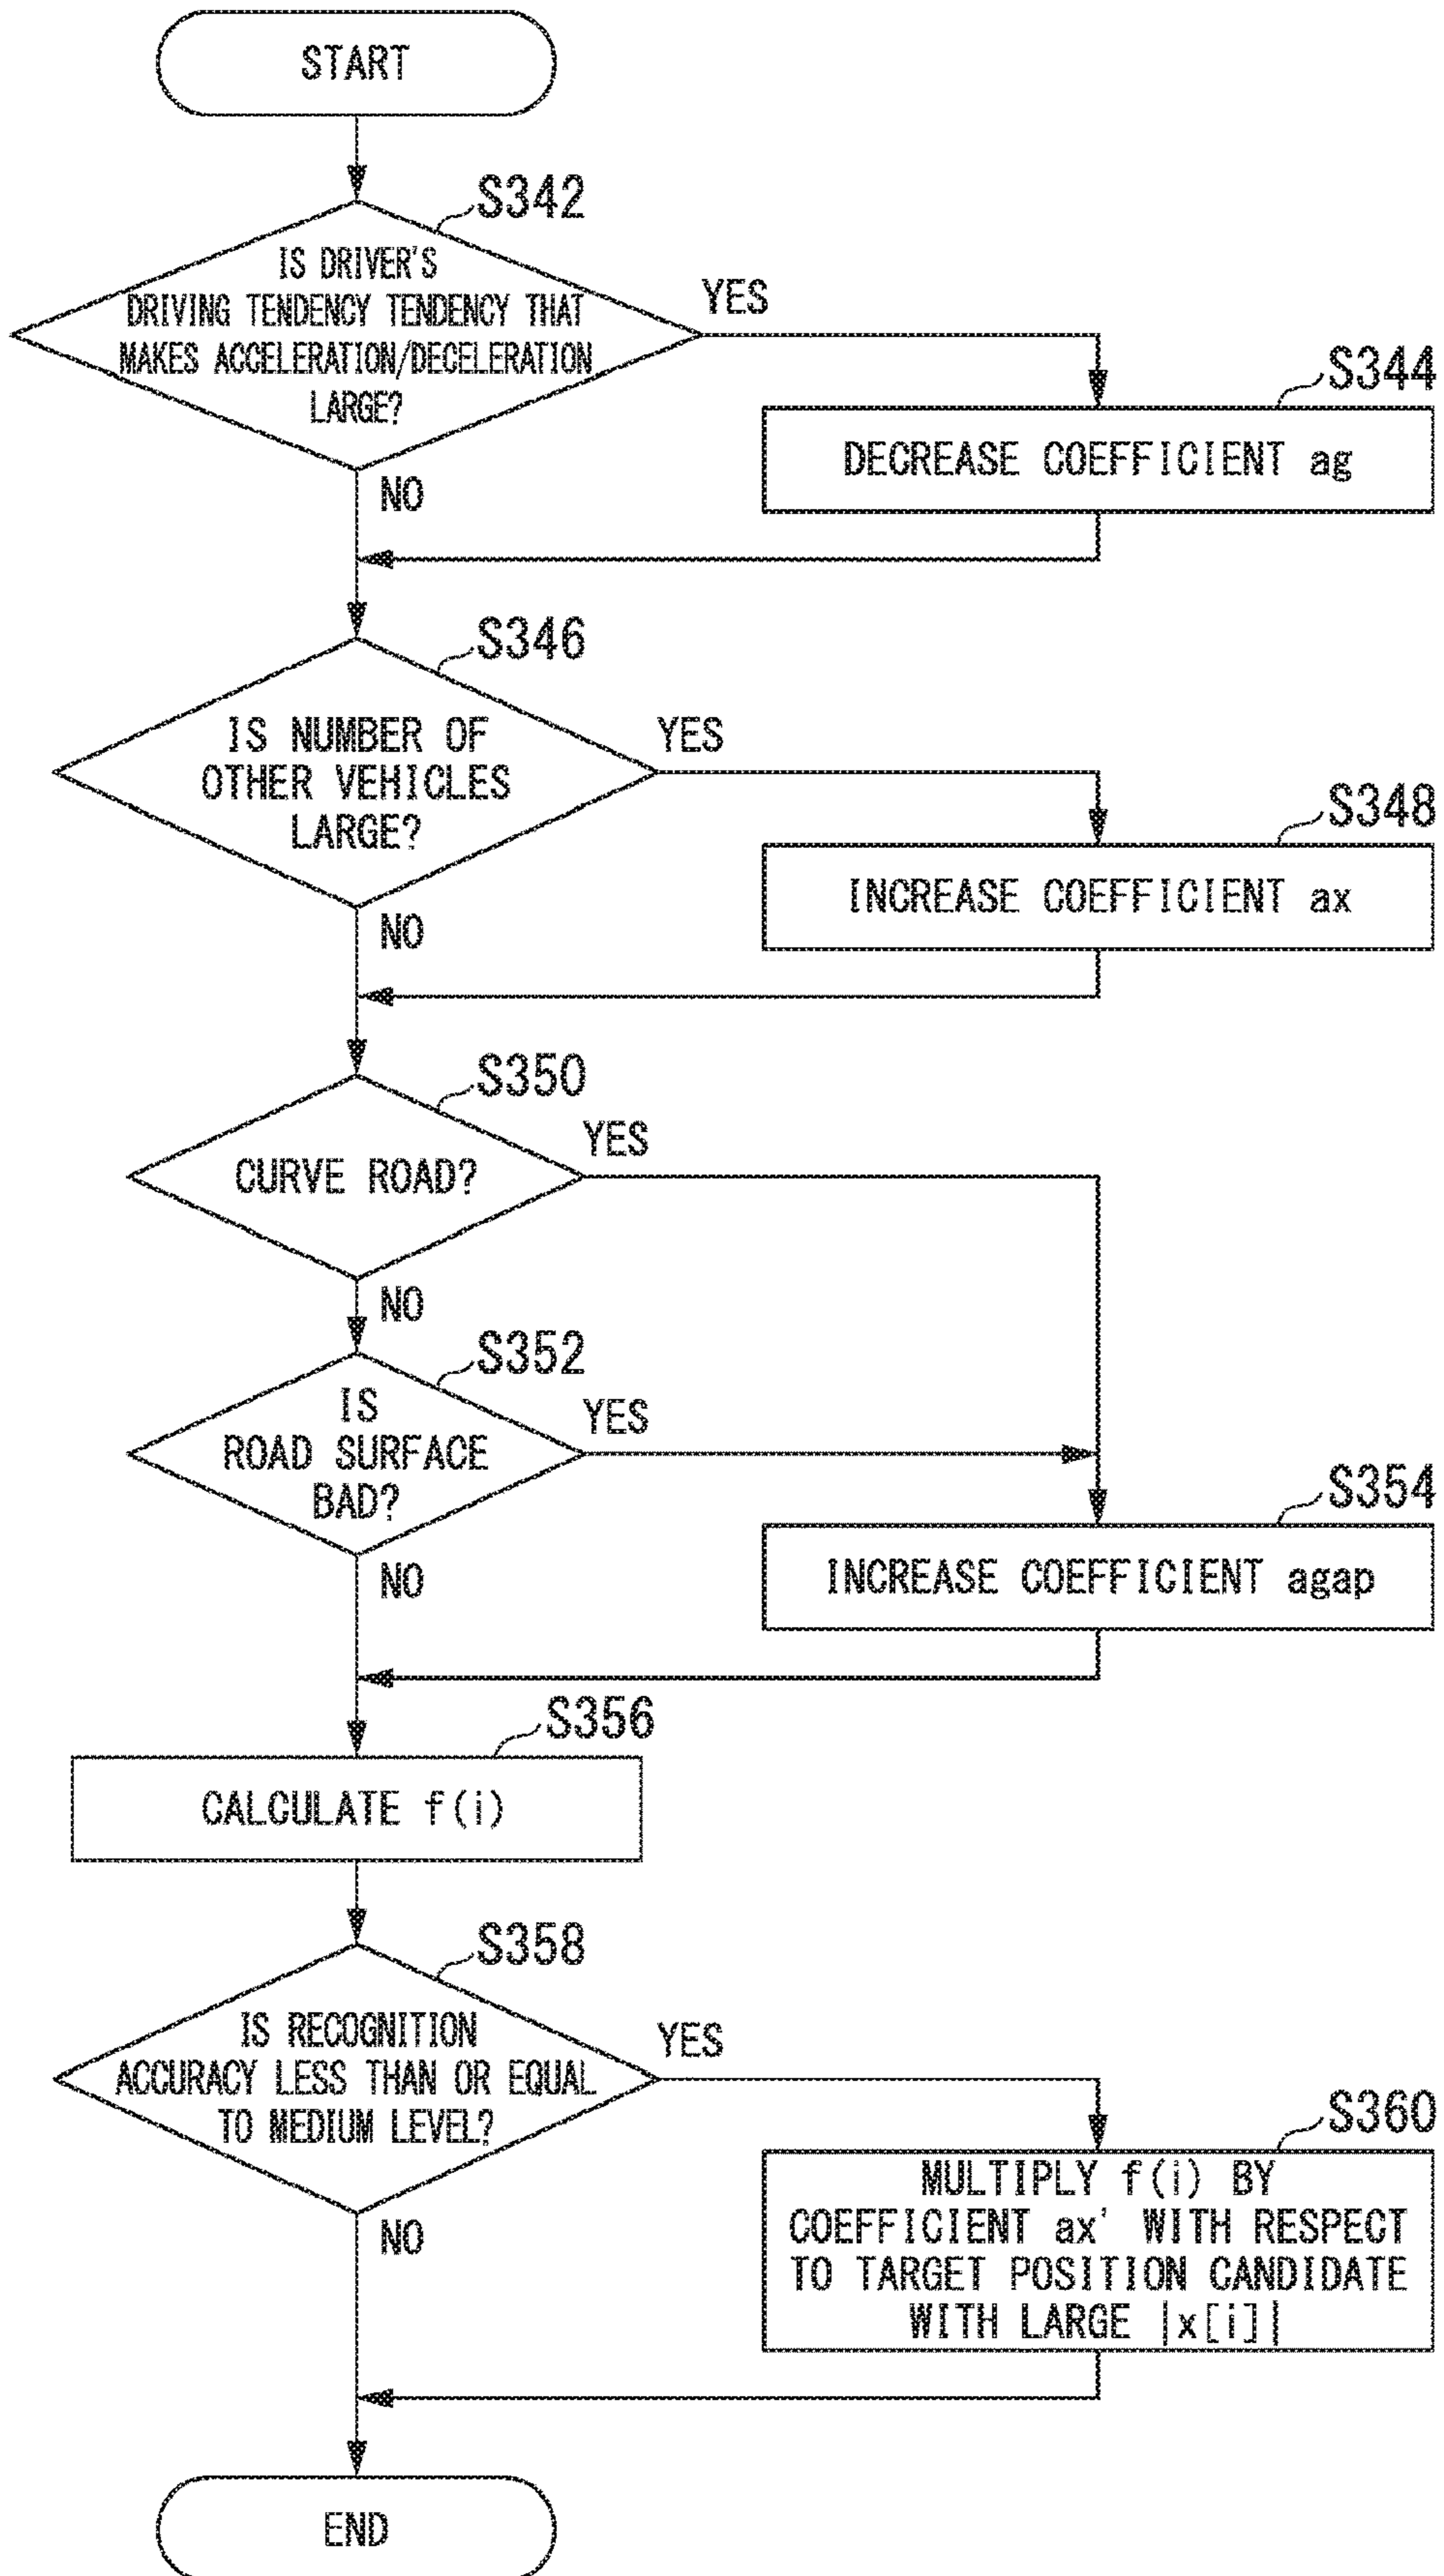 START
S342
IS DRIVER'S
DRIVING TENDENCY TENDENCY THAT
MAKES ACCELERATION/DECELERATION
LARGE?
YES
S344
DECREASE COEFFICIENT ag
NO
S346
IS NUMBER OF
OTHER VEHICLES
LARGE?
YES
S348
INCREASE COEFFICIENT ax
NO
S350
CURVE ROAD?
YES
NO
S352
IS
ROAD SURFACE
BAD?
YES
S354
INCREASE COEFFICIENT agap
NO
S356
CALCULATE f(i)
S358
IS RECOGNITION
ACCURACY LESS THAN OR EQUAL
TO MEDIUM LEVEL?
YES
S360
MULTIPLY f(i) BY
COEFFICIENT ax' WITH RESPECT
TO TARGET POSITION CANDIDATE
WITH LARGE |x[i]|
NO
END